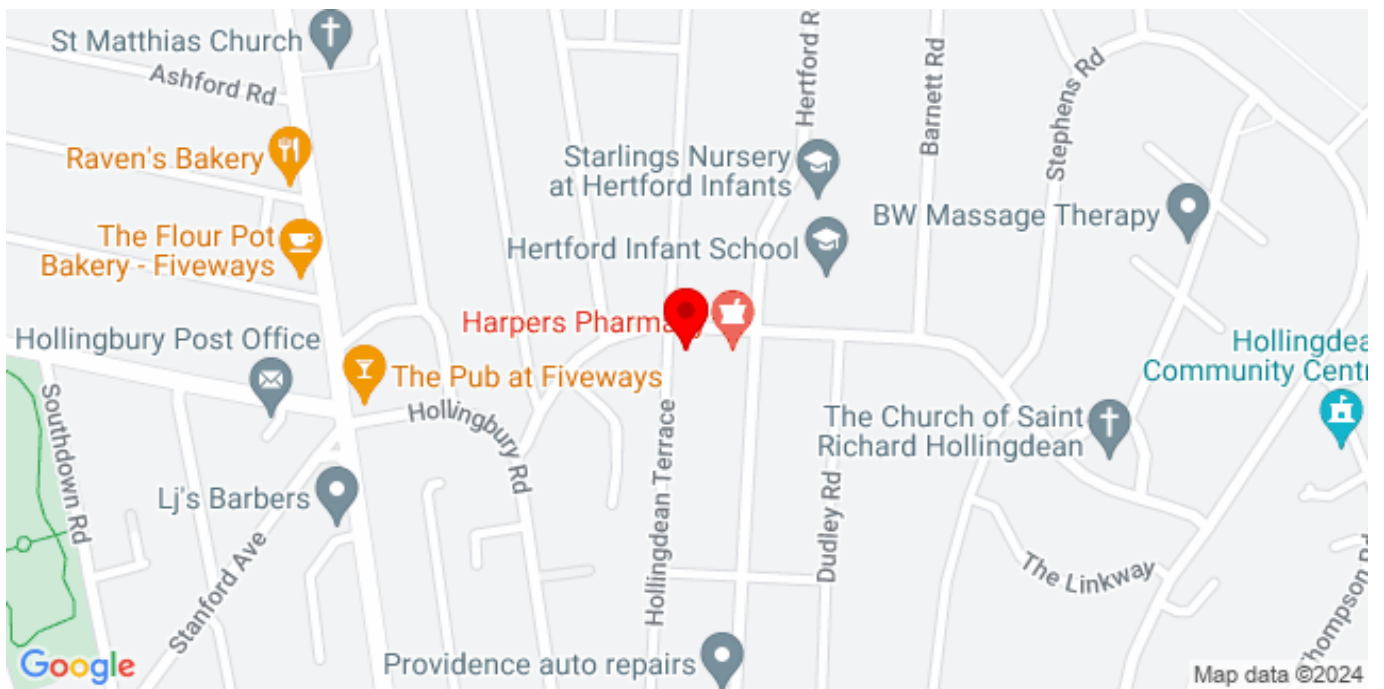 St Matthias Church
Ashford Rd
Hertford R
Barnett Rd
Stephens Rd
Raven's Bakery
Starlings Nursery
at Hertford Infants
BW Massage Therapy
The Flour Pot
Bakery - Fiveways
Hertford Infant School
Harpers Pharma
Hollingbury Post Office
Hollingdea
Community Centr
The Pub at Fiveways
Hollingbury Rd
Southdown Rd
Hollingdean Terrace
The Church of Saint
Richard Hollingdean
Lj's Barbers
Dudley Rd
Stanford Ave
The Linkway
Thompson Rd
Providence auto repairs
Google
Map data ©2024